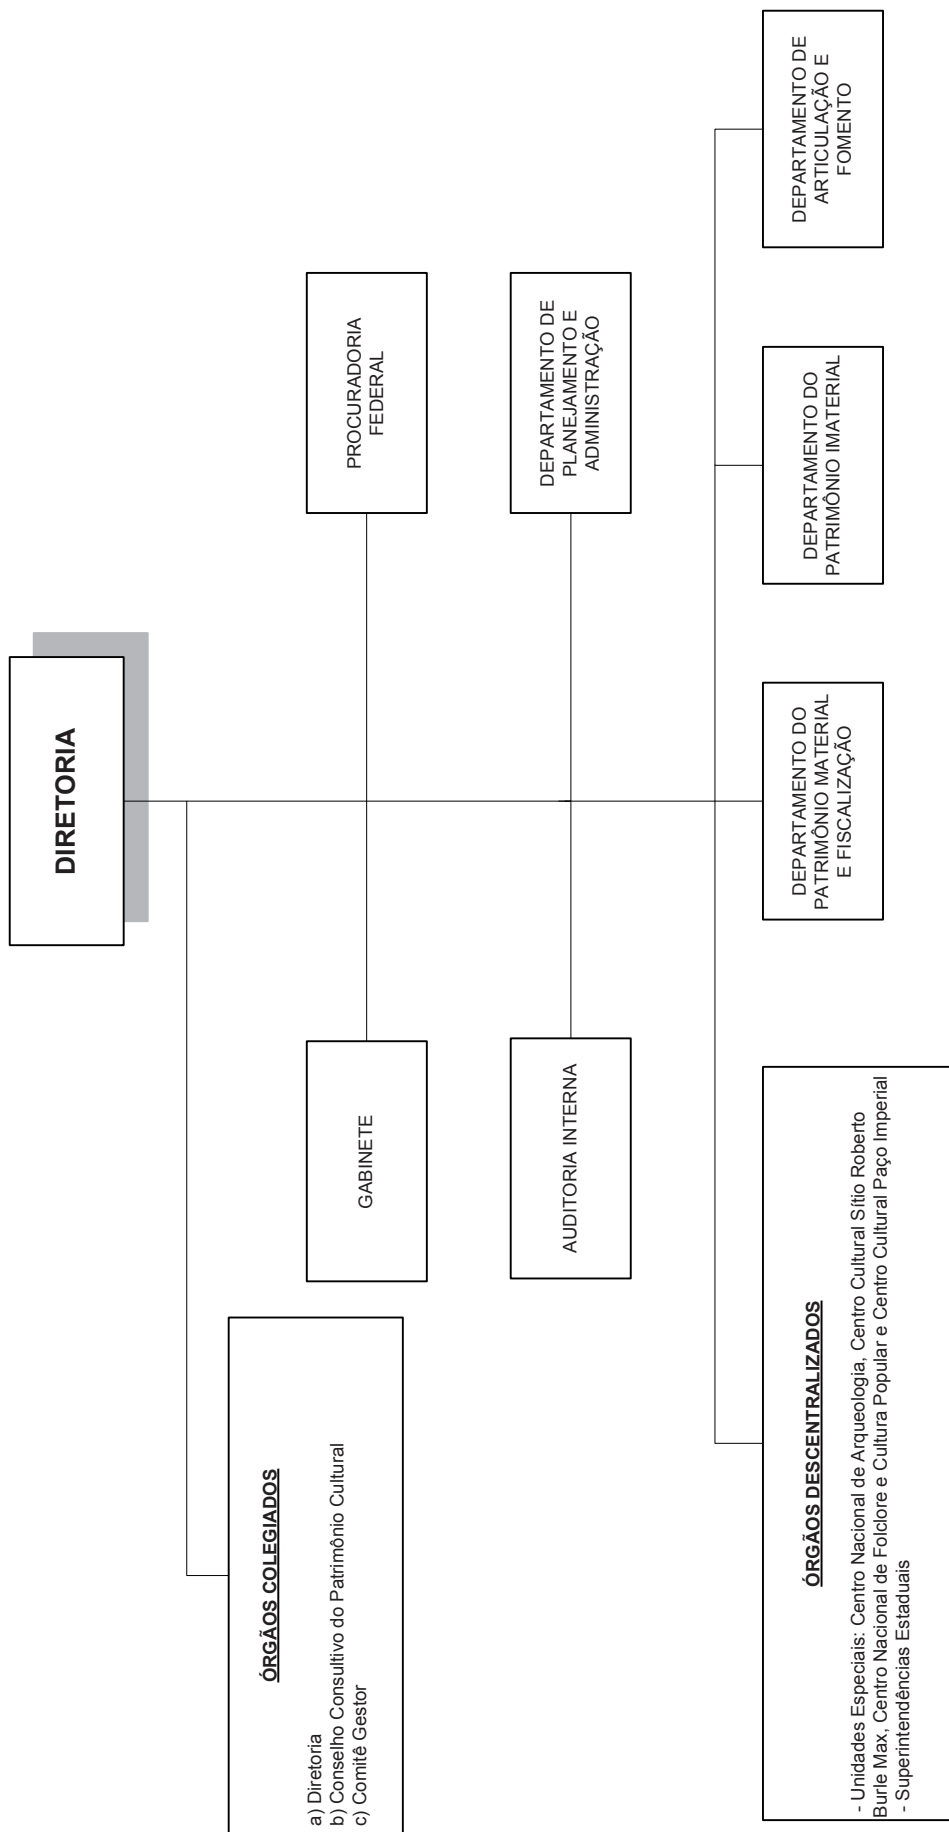 DIRETORIA
ÓRGÃOS COLEGIADOS
a) Diretoria
b) Conselho Consultivo do Patrimônio Cultural
c) Comitê Gestor
GABINETE
PROCURADORIA
FEDERAL
AUDITORIA INTERNA
DEPARTAMENTO DE
PLANEJAMENTO E
ADMINISTRAÇÃO
ÓRGÃOS DESCENTRALIZADOS
- Unidades Especiais: Centro Nacional de Arqueologia, Centro Cultural Sítio Roberto
Burle Max, Centro Nacional de Folclore e Cultura Popular e Centro Cultural Paço Imperial
- Superintendências Estaduais
DEPARTAMENTO DO
PATRIMÔNIO MATERIAL
E FISCALIZAÇÃO
DEPARTAMENTO DO
PATRIMÔNIO IMATERIAL
DEPARTAMENTO DE
ARTICULAÇÃO E
FOMENTO